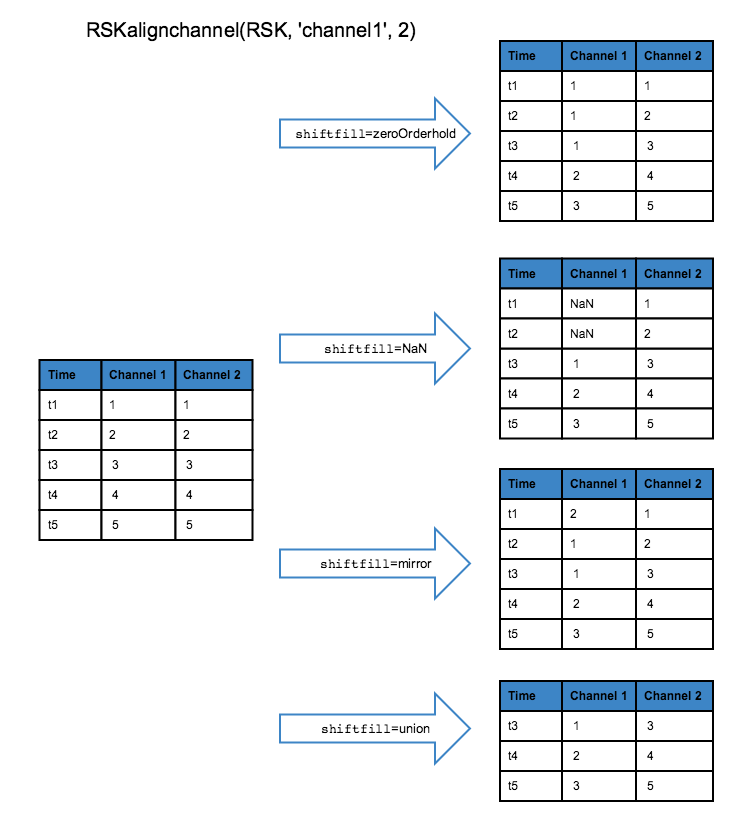 RSKalignchannel(RSK, 'channel1', 2)
shiftfill=zeroOrderhold
Time Channel 1 Channel 2
t1 1 1
t2 1 2
t3 1 3
t4 2 4
t5 3 5
shiftfill=NaN
Time Channel 1 Channel 2
t1 NaN 1
t2 NaN 2
t3 1 3
t4 2 4
t5 3 5
Time Channel 1 Channel 2
t1 1 1
t2 2 2
t3 3 3
t4 4 4
t5 5 5
shiftfill=mirror
Time Channel 1 Channel 2
t1 2 1
t2 1 2
t3 1 3
t4 2 4
t5 3 5
shiftfill=union
Time Channel 1 Channel 2
t3 1 3
t4 2 4
t5 3 5